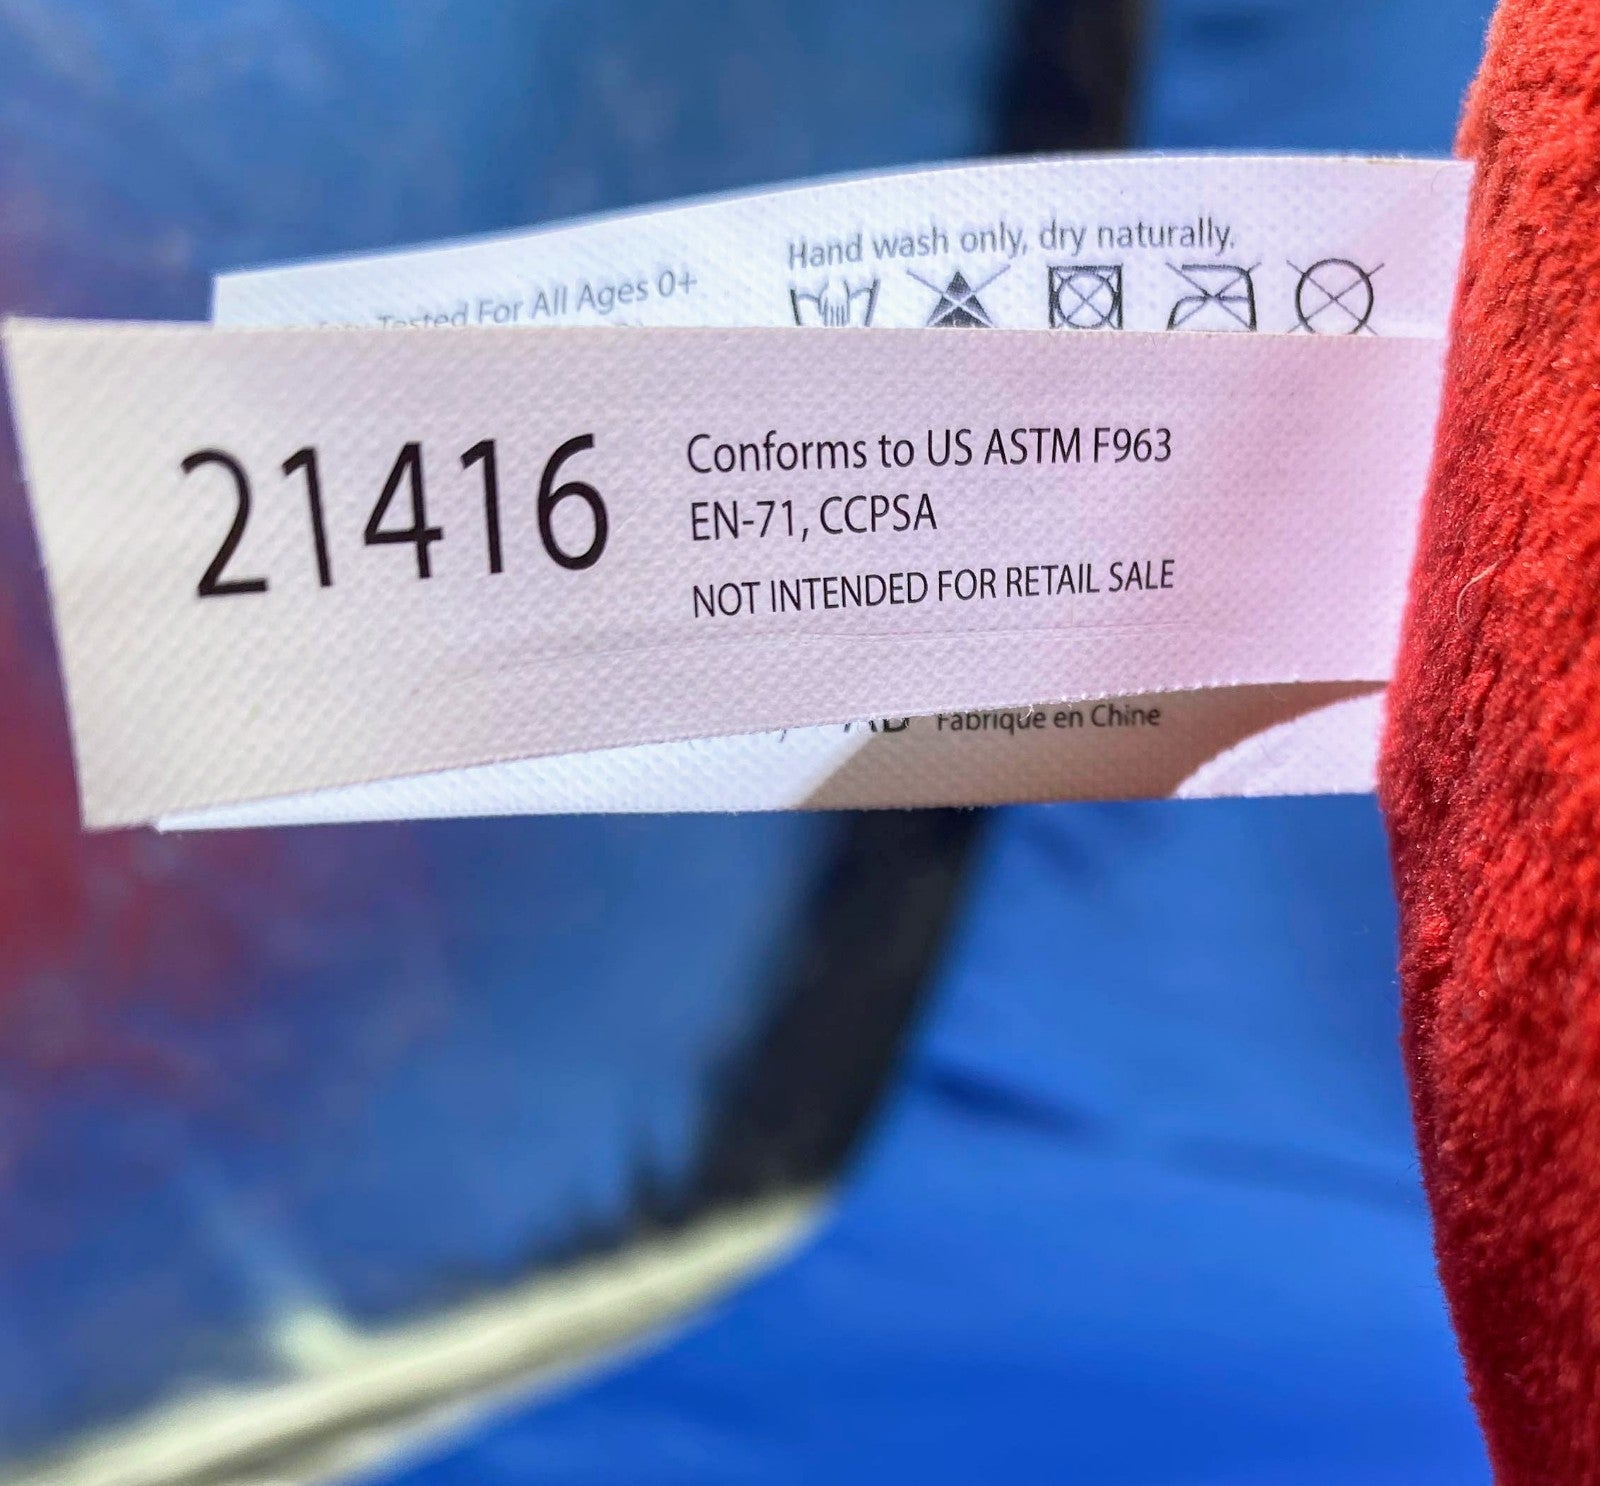 Hand wash only, dry naturally.
Tested For All Ages 0+
21416
Conforms to US ASTM F963
EN-71, CCPSA
NOT INTENDED FOR RETAIL SALE
Fabriqué en Chine